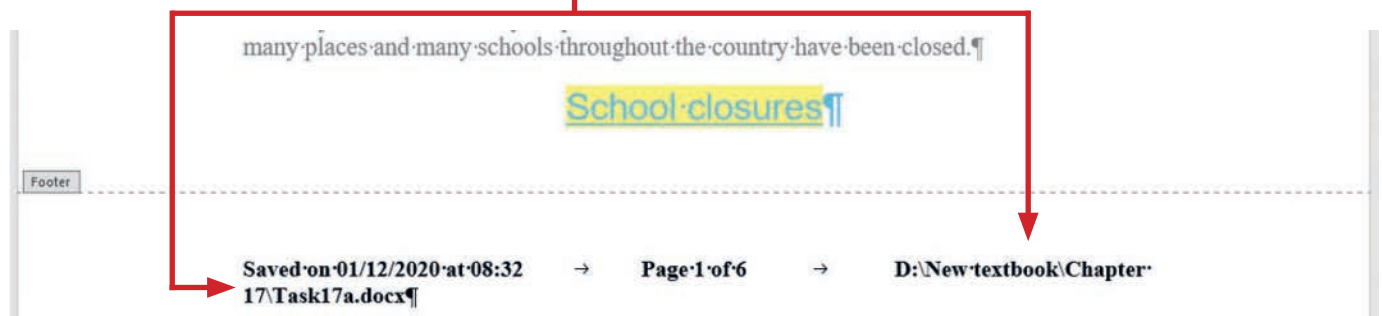 many·places·and·many·schools·throughout·the·country·have·been·closed.¶
School·closures¶
Footer
Saved·on·01/12/2020·at·08:32 → Page·1·of·6 → D:\New·textbook\Chapter·
17\Task17a.docx¶